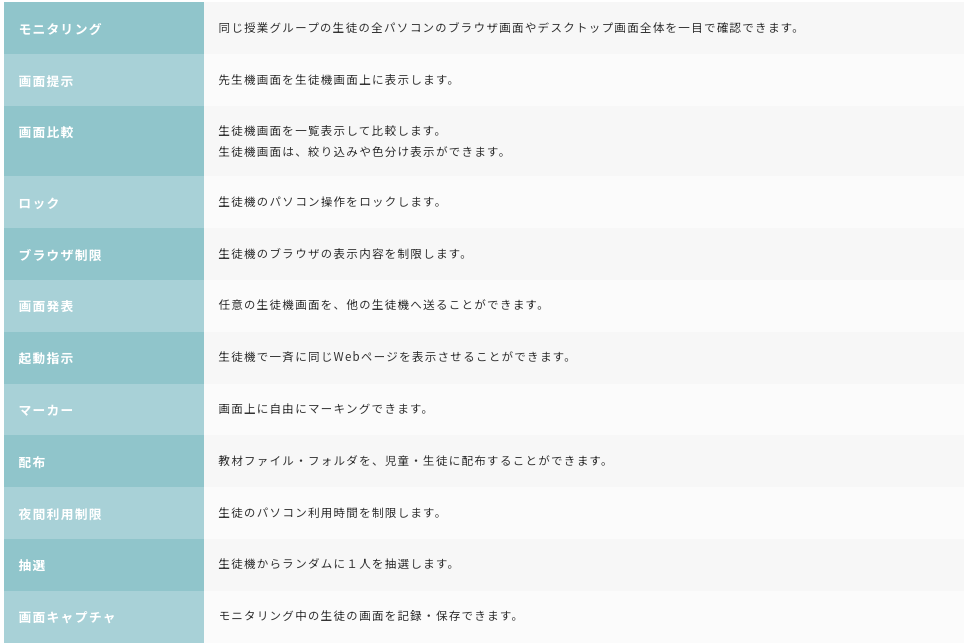 モニタリング
同じ授業グループの生徒の全パソコンのブラウザ画面やデスクトップ画面全体を一目で確認できます。
画面提示
先生機画面を生徒機画面上に表示します。
画面比較
生徒機画面を一覧表示して比較します。
生徒機画面は、絞り込みや色分け表示ができます。
ロック
生徒機のパソコン操作をロックします。
ブラウザ制限
生徒機のブラウザの表示内容を制限します。
画面発表
任意の生徒機画面を、他の生徒機へ送ることができます。
起動指示
生徒機で一斉に同じWebページを表示させることができます。
マーカー
画面上に自由にマーキングできます。
配布
教材ファイル・フォルダを、児童・生徒に配布することができます。
夜間利用制限
生徒のパソコン利用時間を制限します。
抽選
生徒機からランダムに１人を抽選します。
画面キャプチャ
モニタリング中の生徒の画面を記録・保存できます。